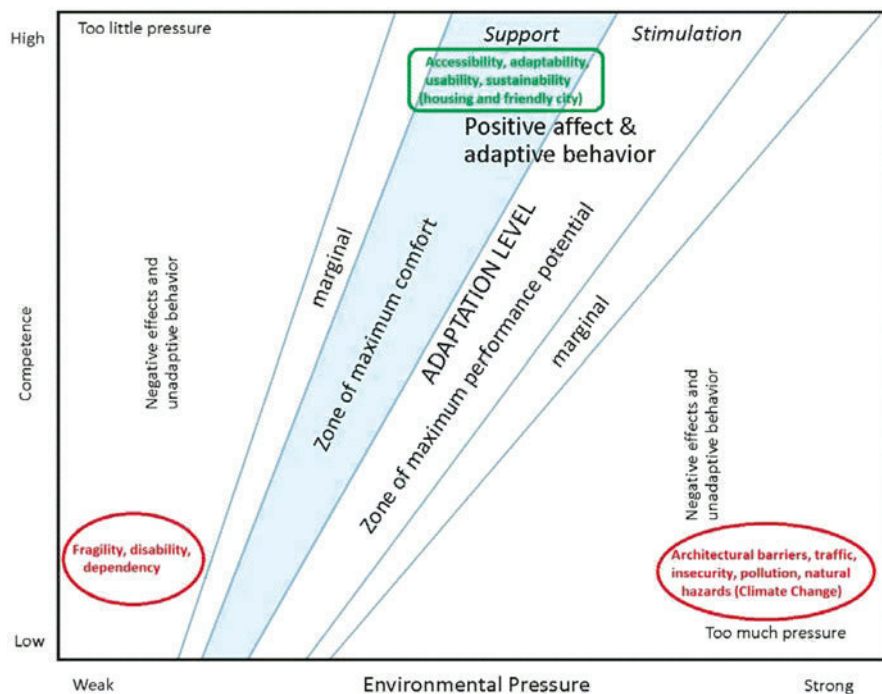 High
Too little pressure
Support
Stimulation
Accessibility, adaptability,
usability, sustainability
(housing and friendly city)
Positive affect &
adaptive behavior
marginal
Zone of maximum comfort
ADAPTATION LEVEL
Zone of maximum performance potential
marginal
Competence
Negative effects and
unadaptive behavior
Negative effects and
unadaptive behavior
Fragility, disability,
dependency
Architectural barriers, traffic,
insecurity, pollution, natural
hazards (Climate Change)
Too much pressure
Low
Weak
Environmental Pressure
Strong